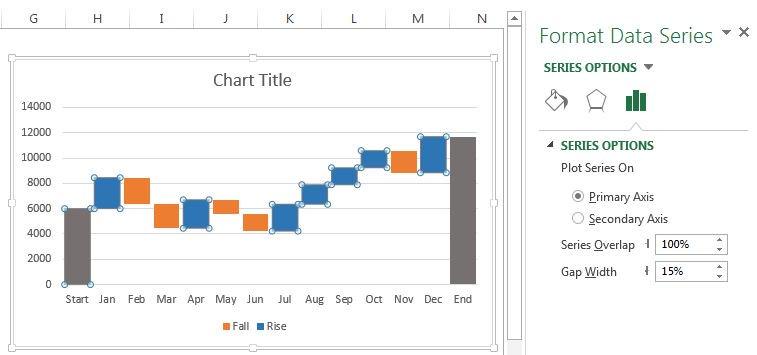 G H I J K L M N
Format Data Series
SERIES OPTIONS
Chart Title
14000
12000
10000
8000
6000
4000
2000
0
Start Jan Feb Mar Apr May Jun Jul Aug Sep Oct Nov Dec End
Fall Rise
SERIES OPTIONS
Plot Series On
Primary Axis
Secondary Axis
Series Overlap 100%
Gap Width 15%